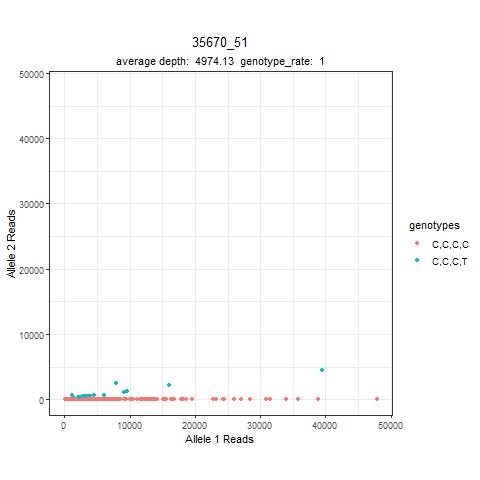 35670_51
average depth:  4974.13  genotype_rate:  1
50000
40000
30000
20000
10000
0
Allele 2 Reads
0
10000
20000
30000
40000
50000
Allele 1 Reads
genotypes
C,C,C,C
C,C,C,T